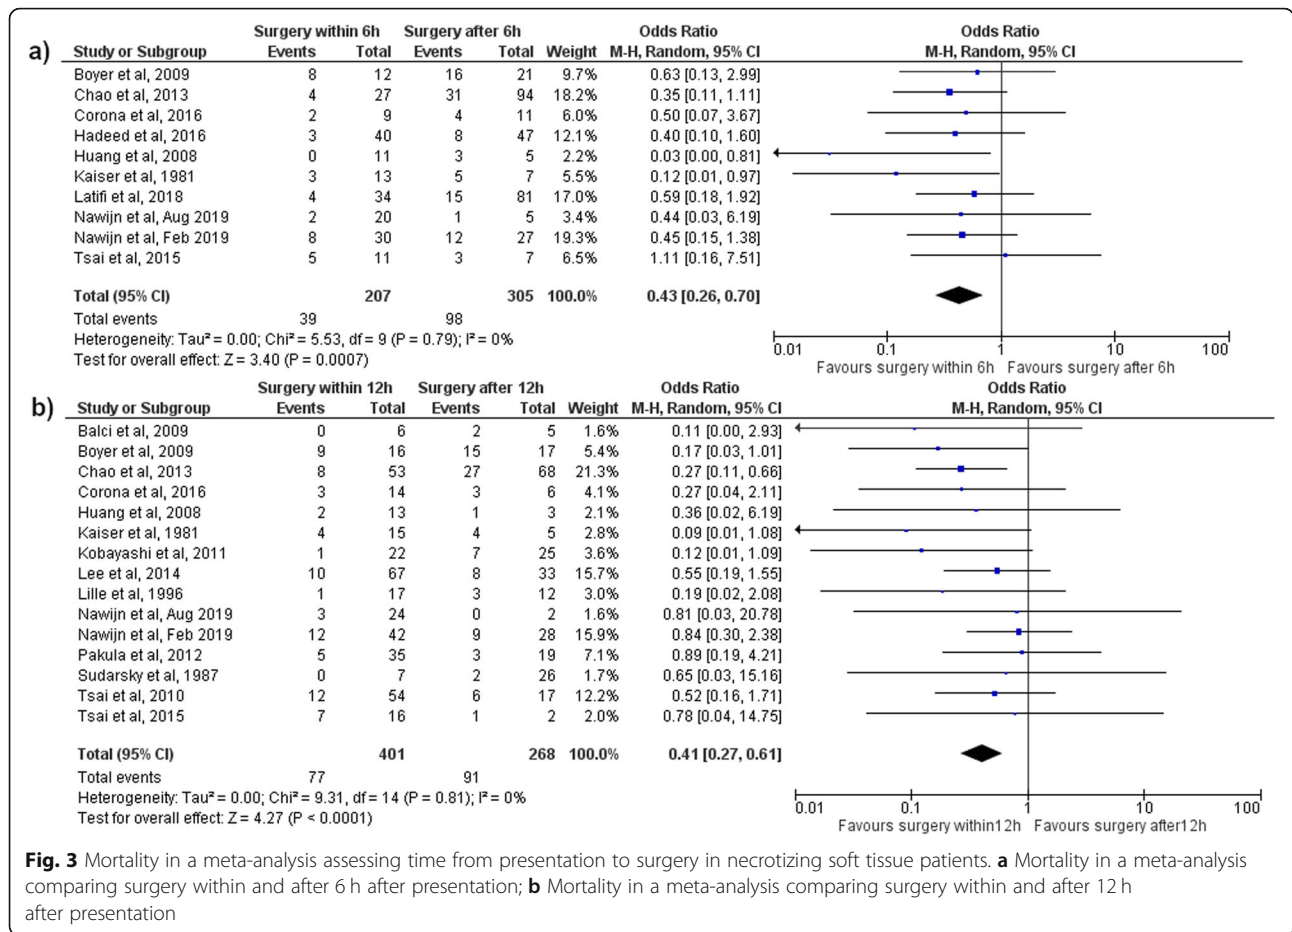 a)
Surgery within 6h Surgery after 6h Odds Ratio Odds Ratio
Study or Subgroup Events Total Events Total Weight M-H, Random, 95% CI M-H, Random, 95% CI
Boyer et al, 2009 8 12 16 21 9.7% 0.63 [0.13, 2.99]
Chao et al, 2013 4 27 31 94 18.2% 0.35 [0.11, 1.11]
Corona et al, 2016 2 9 4 11 6.0% 0.50 [0.07, 3.67]
Hadeed et al, 2016 3 40 8 47 12.1% 0.40 [0.10, 1.60]
Huang et al, 2008 0 11 3 5 2.2% 0.03 [0.00, 0.81]
Kaiser et al, 1981 3 13 5 7 5.5% 0.12 [0.01, 0.97]
Latifi et al, 2018 4 34 15 81 17.0% 0.59 [0.18, 1.92]
Nawijn et al, Aug 2019 2 20 1 5 3.4% 0.44 [0.03, 6.19]
Nawijn et al, Feb 2019 8 30 12 27 19.3% 0.45 [0.15, 1.38]
Tsai et al, 2015 5 11 3 7 6.5% 1.11 [0.16, 7.51]
Total (95% CI) 207 305 100.0% 0.43 [0.26, 0.70]
Total events 39 98
Heterogeneity: Tau² = 0.00; Chi² = 5.53, df = 9 (P = 0.79); I² = 0%
Test for overall effect: Z = 3.40 (P = 0.0007)
0.01 0.1 1 10 100
Favours surgery within 6h Favours surgery after 6h
b)
Surgery within 12h Surgery after 12h Odds Ratio Odds Ratio
Study or Subgroup Events Total Events Total Weight M-H, Random, 95% CI M-H, Random, 95% CI
Balci et al, 2009 0 6 2 5 1.6% 0.11 [0.00, 2.93]
Boyer et al, 2009 9 16 15 17 5.4% 0.17 [0.03, 1.01]
Chao et al, 2013 8 53 27 68 21.3% 0.27 [0.11, 0.66]
Corona et al, 2016 3 14 3 6 4.1% 0.27 [0.04, 2.11]
Huang et al, 2008 2 13 1 3 2.1% 0.36 [0.02, 6.19]
Kaiser et al, 1981 4 15 4 5 2.8% 0.09 [0.01, 1.08]
Kobayashi et al, 2011 1 22 7 25 3.6% 0.12 [0.01, 1.09]
Lee et al, 2014 10 67 8 33 15.7% 0.55 [0.19, 1.55]
Lille et al, 1996 1 17 3 12 3.0% 0.19 [0.02, 2.08]
Nawijn et al, Aug 2019 3 24 0 2 1.6% 0.81 [0.03, 20.78]
Nawijn et al, Feb 2019 12 42 9 28 15.9% 0.84 [0.30, 2.38]
Pakula et al, 2012 5 35 3 19 7.1% 0.89 [0.19, 4.21]
Sudarsky et al, 1987 0 7 2 26 1.7% 0.65 [0.03, 15.16]
Tsai et al, 2010 12 54 6 17 12.2% 0.52 [0.16, 1.71]
Tsai et al, 2015 7 16 1 2 2.0% 0.78 [0.04, 14.75]
Total (95% CI) 401 268 100.0% 0.41 [0.27, 0.61]
Total events 77 91
Heterogeneity: Tau² = 0.00; Chi² = 9.31, df = 14 (P = 0.81); I² = 0%
Test for overall effect: Z = 4.27 (P < 0.0001)
0.01 0.1 1 10 100
Favours surgery within12h Favours surgery after12h
Fig. 3 Mortality in a meta-analysis assessing time from presentation to surgery in necrotizing soft tissue patients. a Mortality in a meta-analysis
comparing surgery within and after 6 h after presentation; b Mortality in a meta-analysis comparing surgery within and after 12 h
after presentation